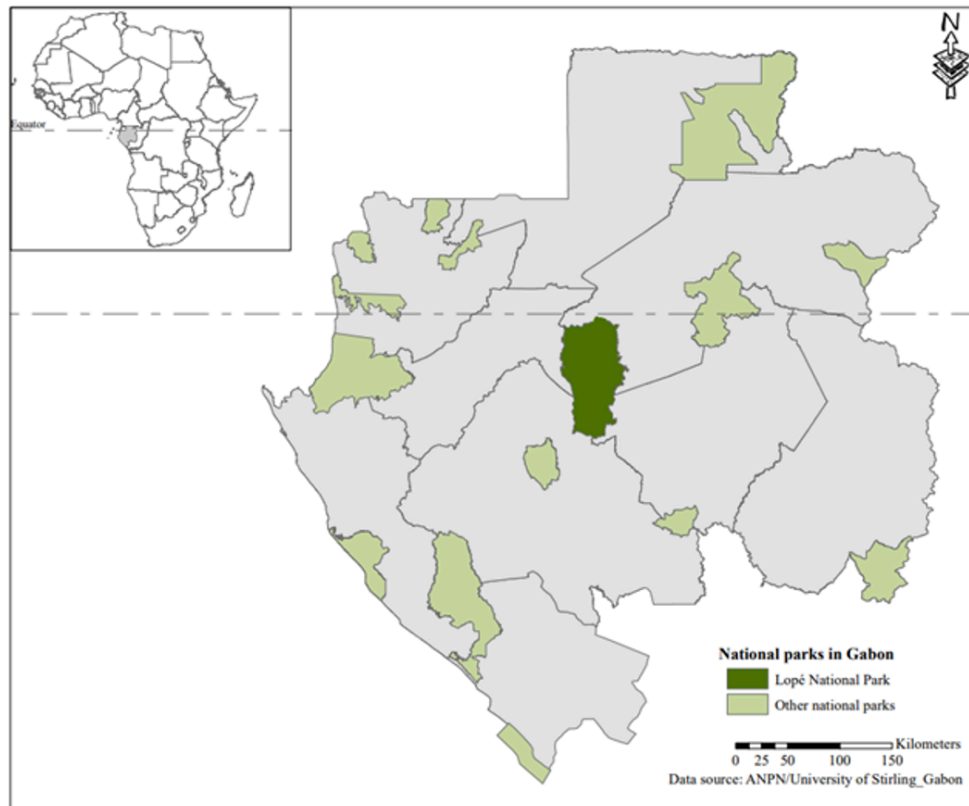 N
Equator
National parks in Gabon
Lopé National Park
Other national parks
Kilometers
0 25 50 100 150
Data source: ANPN/University of Stirling_Gabon